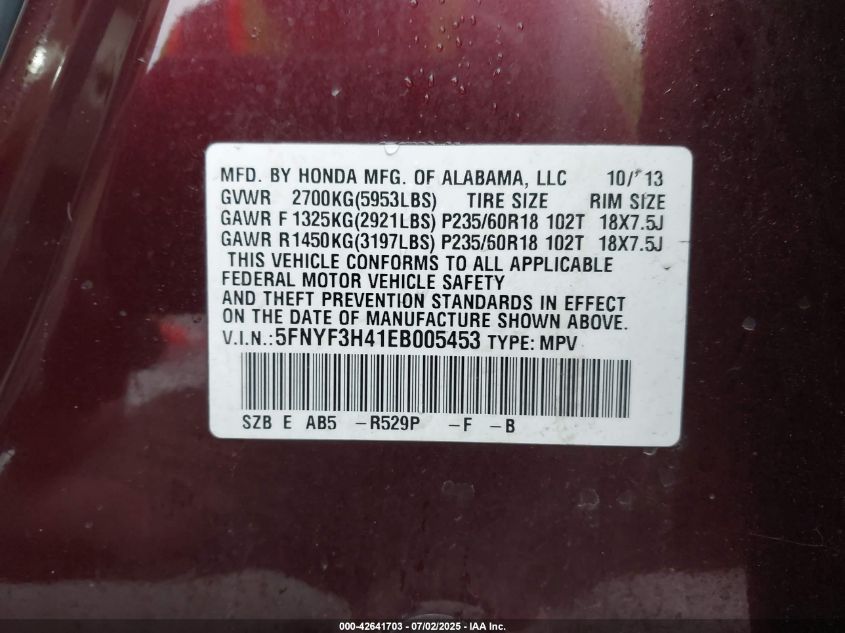 MFD. BY HONDA MFG. OF ALABAMA, LLC 10/'13
GVWR 2700KG(5953LBS) TIRE SIZE RIM SIZE
GAWR F 1325KG(2921LBS) P235/60R18 102T 18X7.5J
GAWR R1450KG(3197LBS) P235/60R18 102T 18X7.5J
THIS VEHICLE CONFORMS TO ALL APPLICABLE
FEDERAL MOTOR VEHICLE SAFETY
AND THEFT PREVENTION STANDARDS IN EFFECT
ON THE DATE OF MANUFACTURE SHOWN ABOVE.
V.I.N.:5FNYF3H41EB005453 TYPE: MPV
SZB E AB5 -R529P -F -B
000-42641703 - 07/02/2025 - IAA Inc.